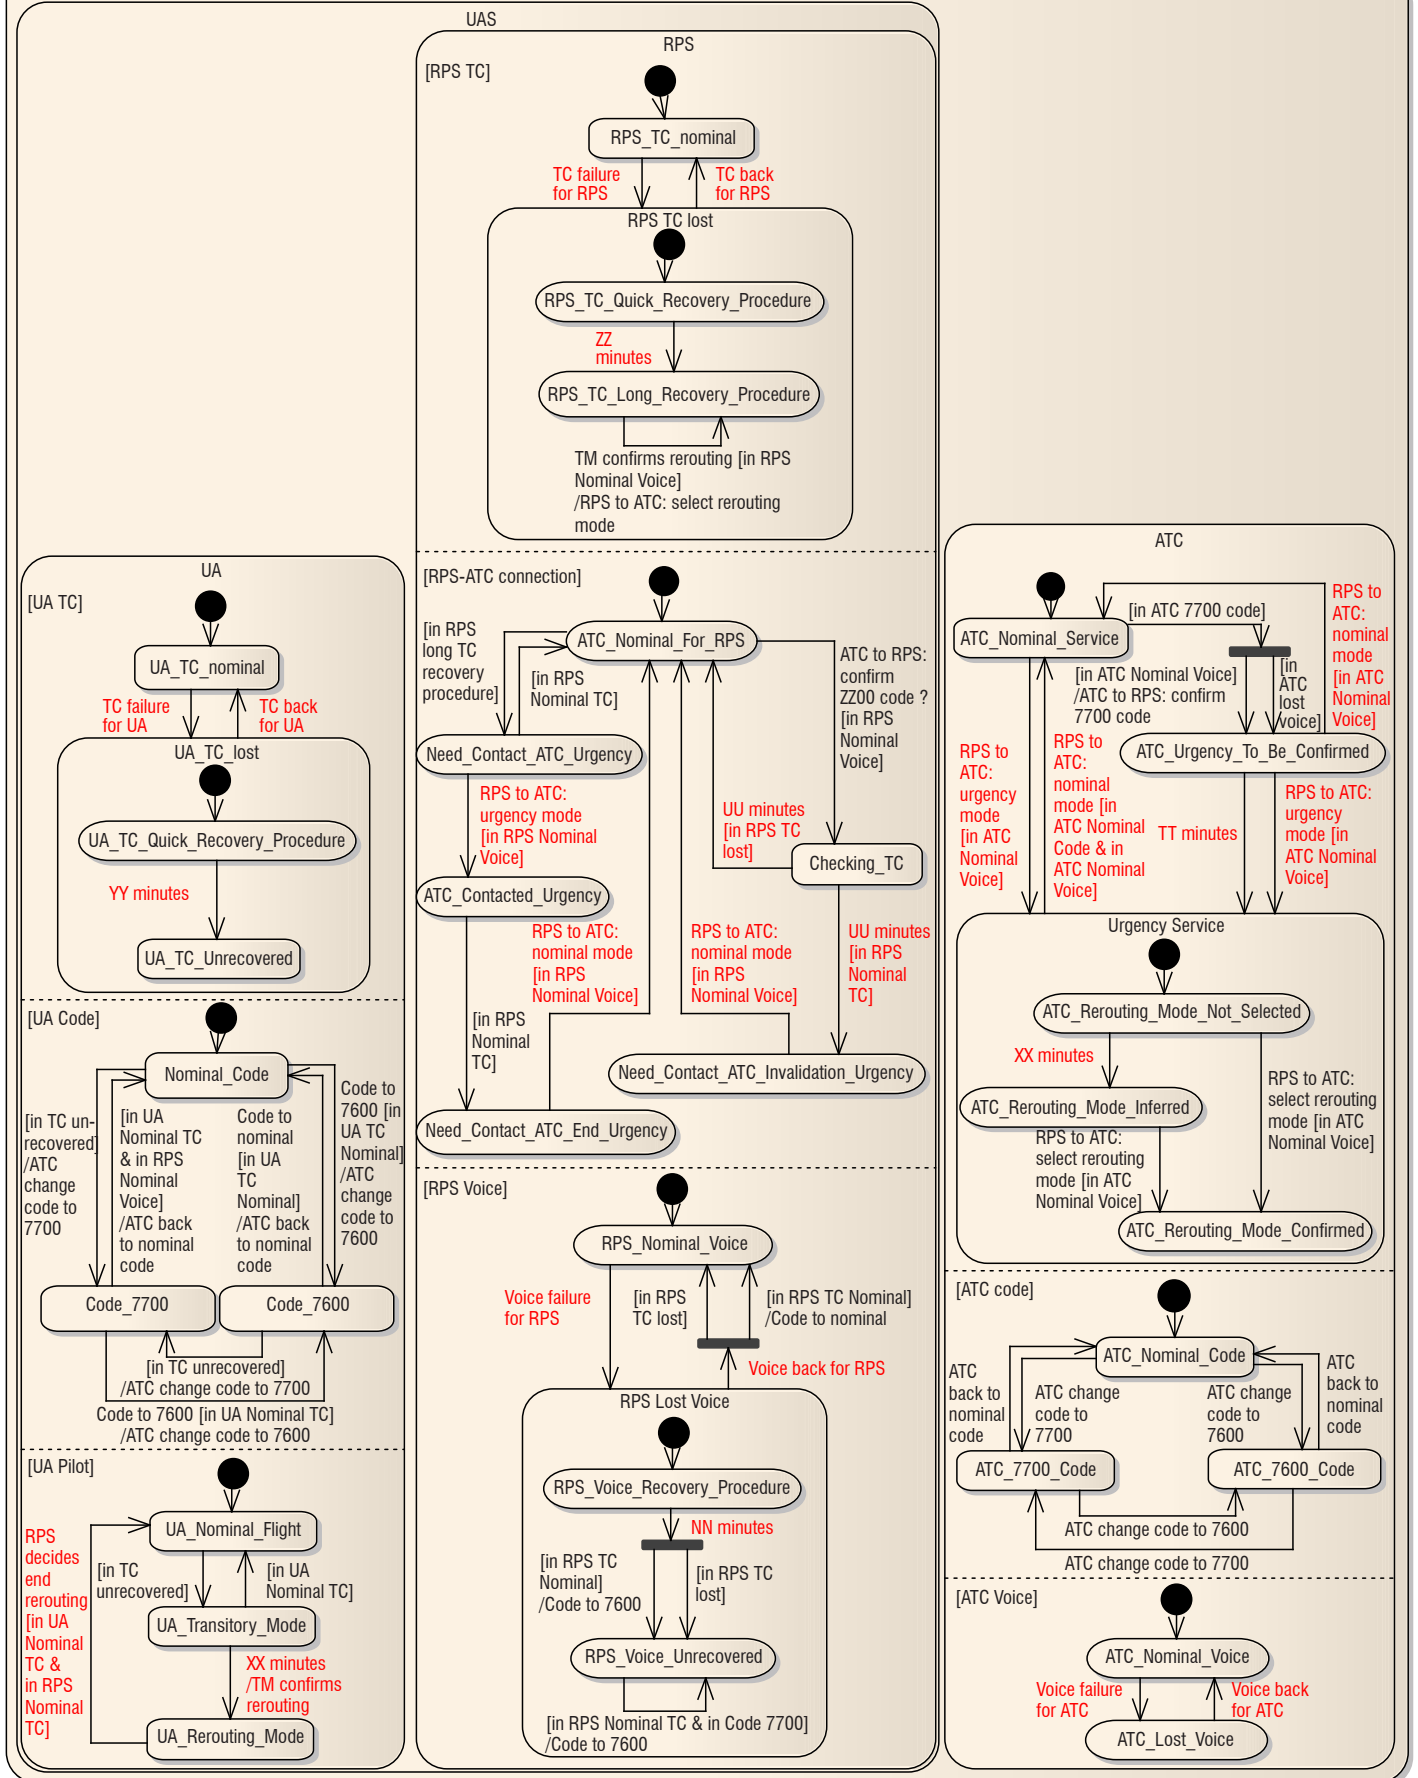 UAS
RPS
[RPS TC]
RPS_TC_nominal
TC failure
for RPS
TC back
for RPS
RPS TC lost
RPS_TC_Quick_Recovery_Procedure
ZZ
minutes
RPS_TC_Long_Recovery_Procedure
TM confirms rerouting [in RPS
Nominal Voice]
/RPS to ATC: select rerouting
mode
UA
[UA TC]
UA_TC_nominal
TC failure
for UA
TC back
for UA
UA_TC_lost
UA_TC_Quick_Recovery_Procedure
YY minutes
UA_TC_Unrecovered
[UA Code]
Nominal_Code
[in TC un-
recovered]
/ATC
change
code to
7700
[in UA
Nominal TC
& in RPS
Nominal
Voice]
/ATC back
to nominal
code
Code to
nominal
[in UA
TC
Nominal]
/ATC back
to nominal
code
Code to
7600 [in
UA TC
Nominal]
/ATC
change
code to
7600
Code_7700
Code_7600
[in TC unrecovered]
/ATC change code to 7700
Code to 7600 [in UA Nominal TC]
/ATC change code to 7600
[UA Pilot]
UA_Nominal_Flight
RPS
decides
end
rerouting
[in UA
Nominal
TC &
in RPS
Nominal
TC]
[in TC
unrecovered]
[in UA
Nominal TC]
UA_Transitory_Mode
XX minutes
/TM confirms
rerouting
UA_Rerouting_Mode
[RPS-ATC connection]
ATC_Nominal_For_RPS
[in RPS
long TC
recovery
procedure]
[in RPS
Nominal TC]
ATC to RPS:
confirm
ZZ00 code ?
[in RPS
Nominal
Voice]
Need_Contact_ATC_Urgency
RPS to ATC:
urgency mode
[in RPS Nominal
Voice]
UU minutes
[in RPS TC
lost]
Checking_TC
ATC_Contacted_Urgency
RPS to ATC:
nominal mode
[in RPS
Nominal Voice]
RPS to ATC:
nominal mode
[in RPS
Nominal Voice]
UU minutes
[in RPS
Nominal
TC]
[in RPS
Nominal
TC]
Need_Contact_ATC_Invalidation_Urgency
Need_Contact_ATC_End_Urgency
[RPS Voice]
RPS_Nominal_Voice
Voice failure
for RPS
[in RPS
TC lost]
[in RPS TC Nominal]
/Code to nominal
Voice back for RPS
RPS Lost Voice
RPS_Voice_Recovery_Procedure
NN minutes
[in RPS TC
Nominal]
/Code to 7600
[in RPS TC
lost]
RPS_Voice_Unrecovered
[in RPS Nominal TC & in Code 7700]
/Code to 7600
ATC
ATC_Nominal_Service
[in ATC 7700 code]
RPS to
ATC:
nominal
mode
[in ATC
Nominal
Voice]
[in ATC Nominal Voice]
/ATC to RPS: confirm
7700 code
[in
ATC
lost
voice]
ATC_Urgency_To_Be_Confirmed
RPS to
ATC:
urgency
mode
[in ATC
Nominal
Voice]
RPS to
ATC:
nominal
mode [in
ATC Nominal
Code & in
ATC Nominal
Voice]
TT minutes
RPS to ATC:
urgency
mode [in
ATC Nominal
Voice]
Urgency Service
ATC_Rerouting_Mode_Not_Selected
XX minutes
ATC_Rerouting_Mode_Inferred
RPS to ATC:
select rerouting
mode [in ATC
Nominal Voice]
RPS to ATC:
select rerouting
mode [in ATC
Nominal Voice]
ATC_Rerouting_Mode_Confirmed
[ATC code]
ATC_Nominal_Code
ATC
back to
nominal
code
ATC change
code to
7700
ATC change
code to
7600
ATC
back to
nominal
code
ATC_7700_Code
ATC_7600_Code
ATC change code to 7600
ATC change code to 7700
[ATC Voice]
ATC_Nominal_Voice
Voice failure
for ATC
Voice back
for ATC
ATC_Lost_Voice